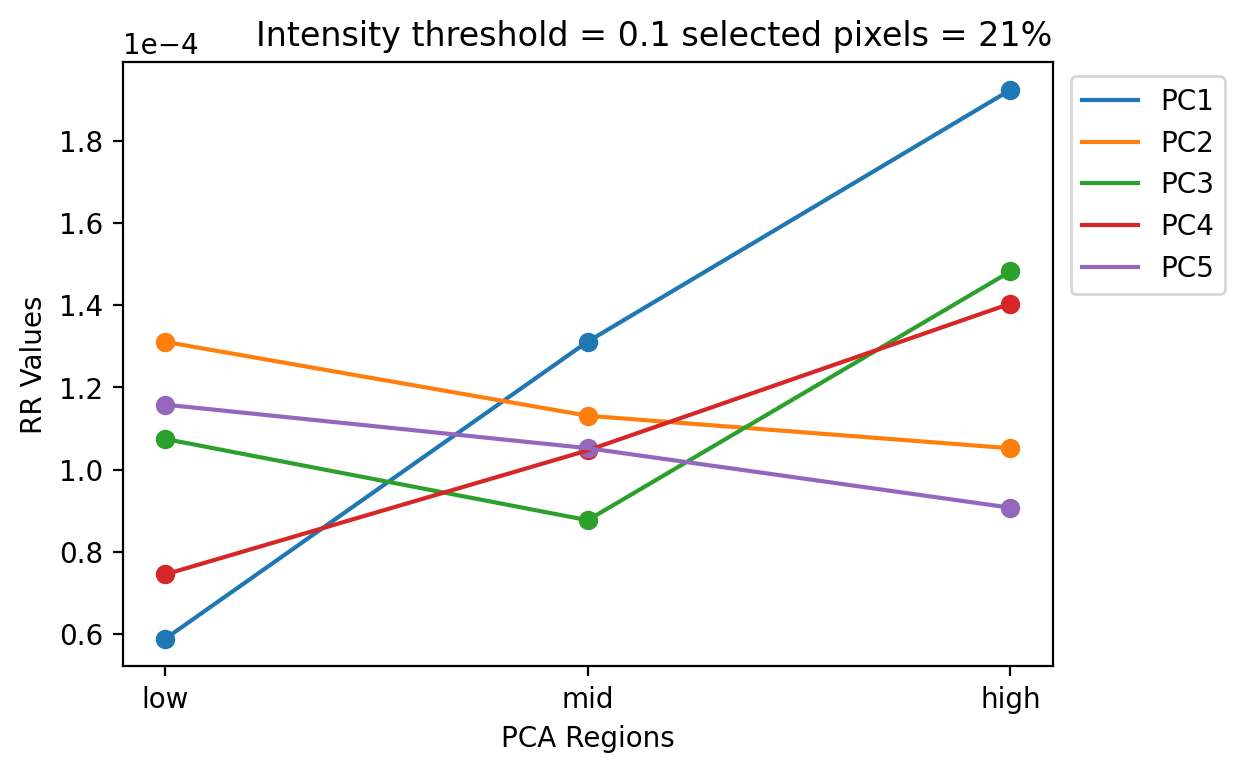 Intensity threshold = 0.1 selected pixels = 21%
1e−4
1.8
1.6
1.4
1.2
1.0
0.8
0.6
RR Values
low
mid
high
PCA Regions
PC1
PC2
PC3
PC4
PC5